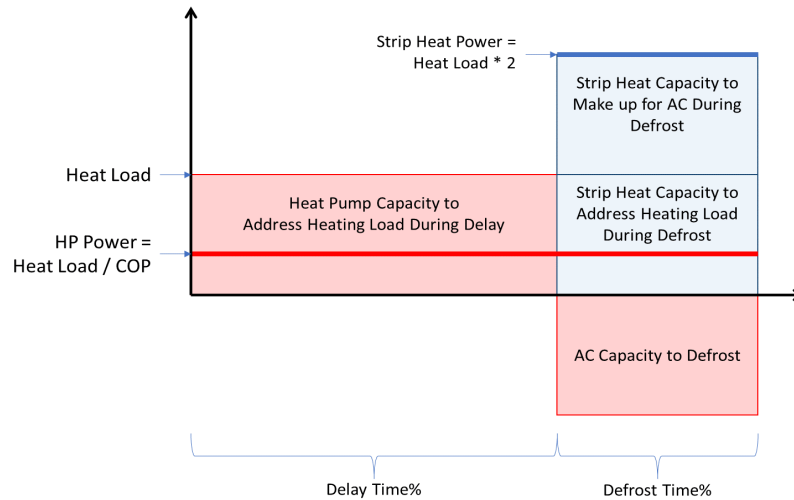 Strip Heat Power =
Heat Load * 2
Strip Heat Capacity to
Make up for AC During
Defrost
Heat Load
Heat Pump Capacity to
Address Heating Load During Delay
Strip Heat Capacity to
Address Heating Load
During Defrost
HP Power =
Heat Load / COP
AC Capacity to Defrost
Delay Time%
Defrost Time%